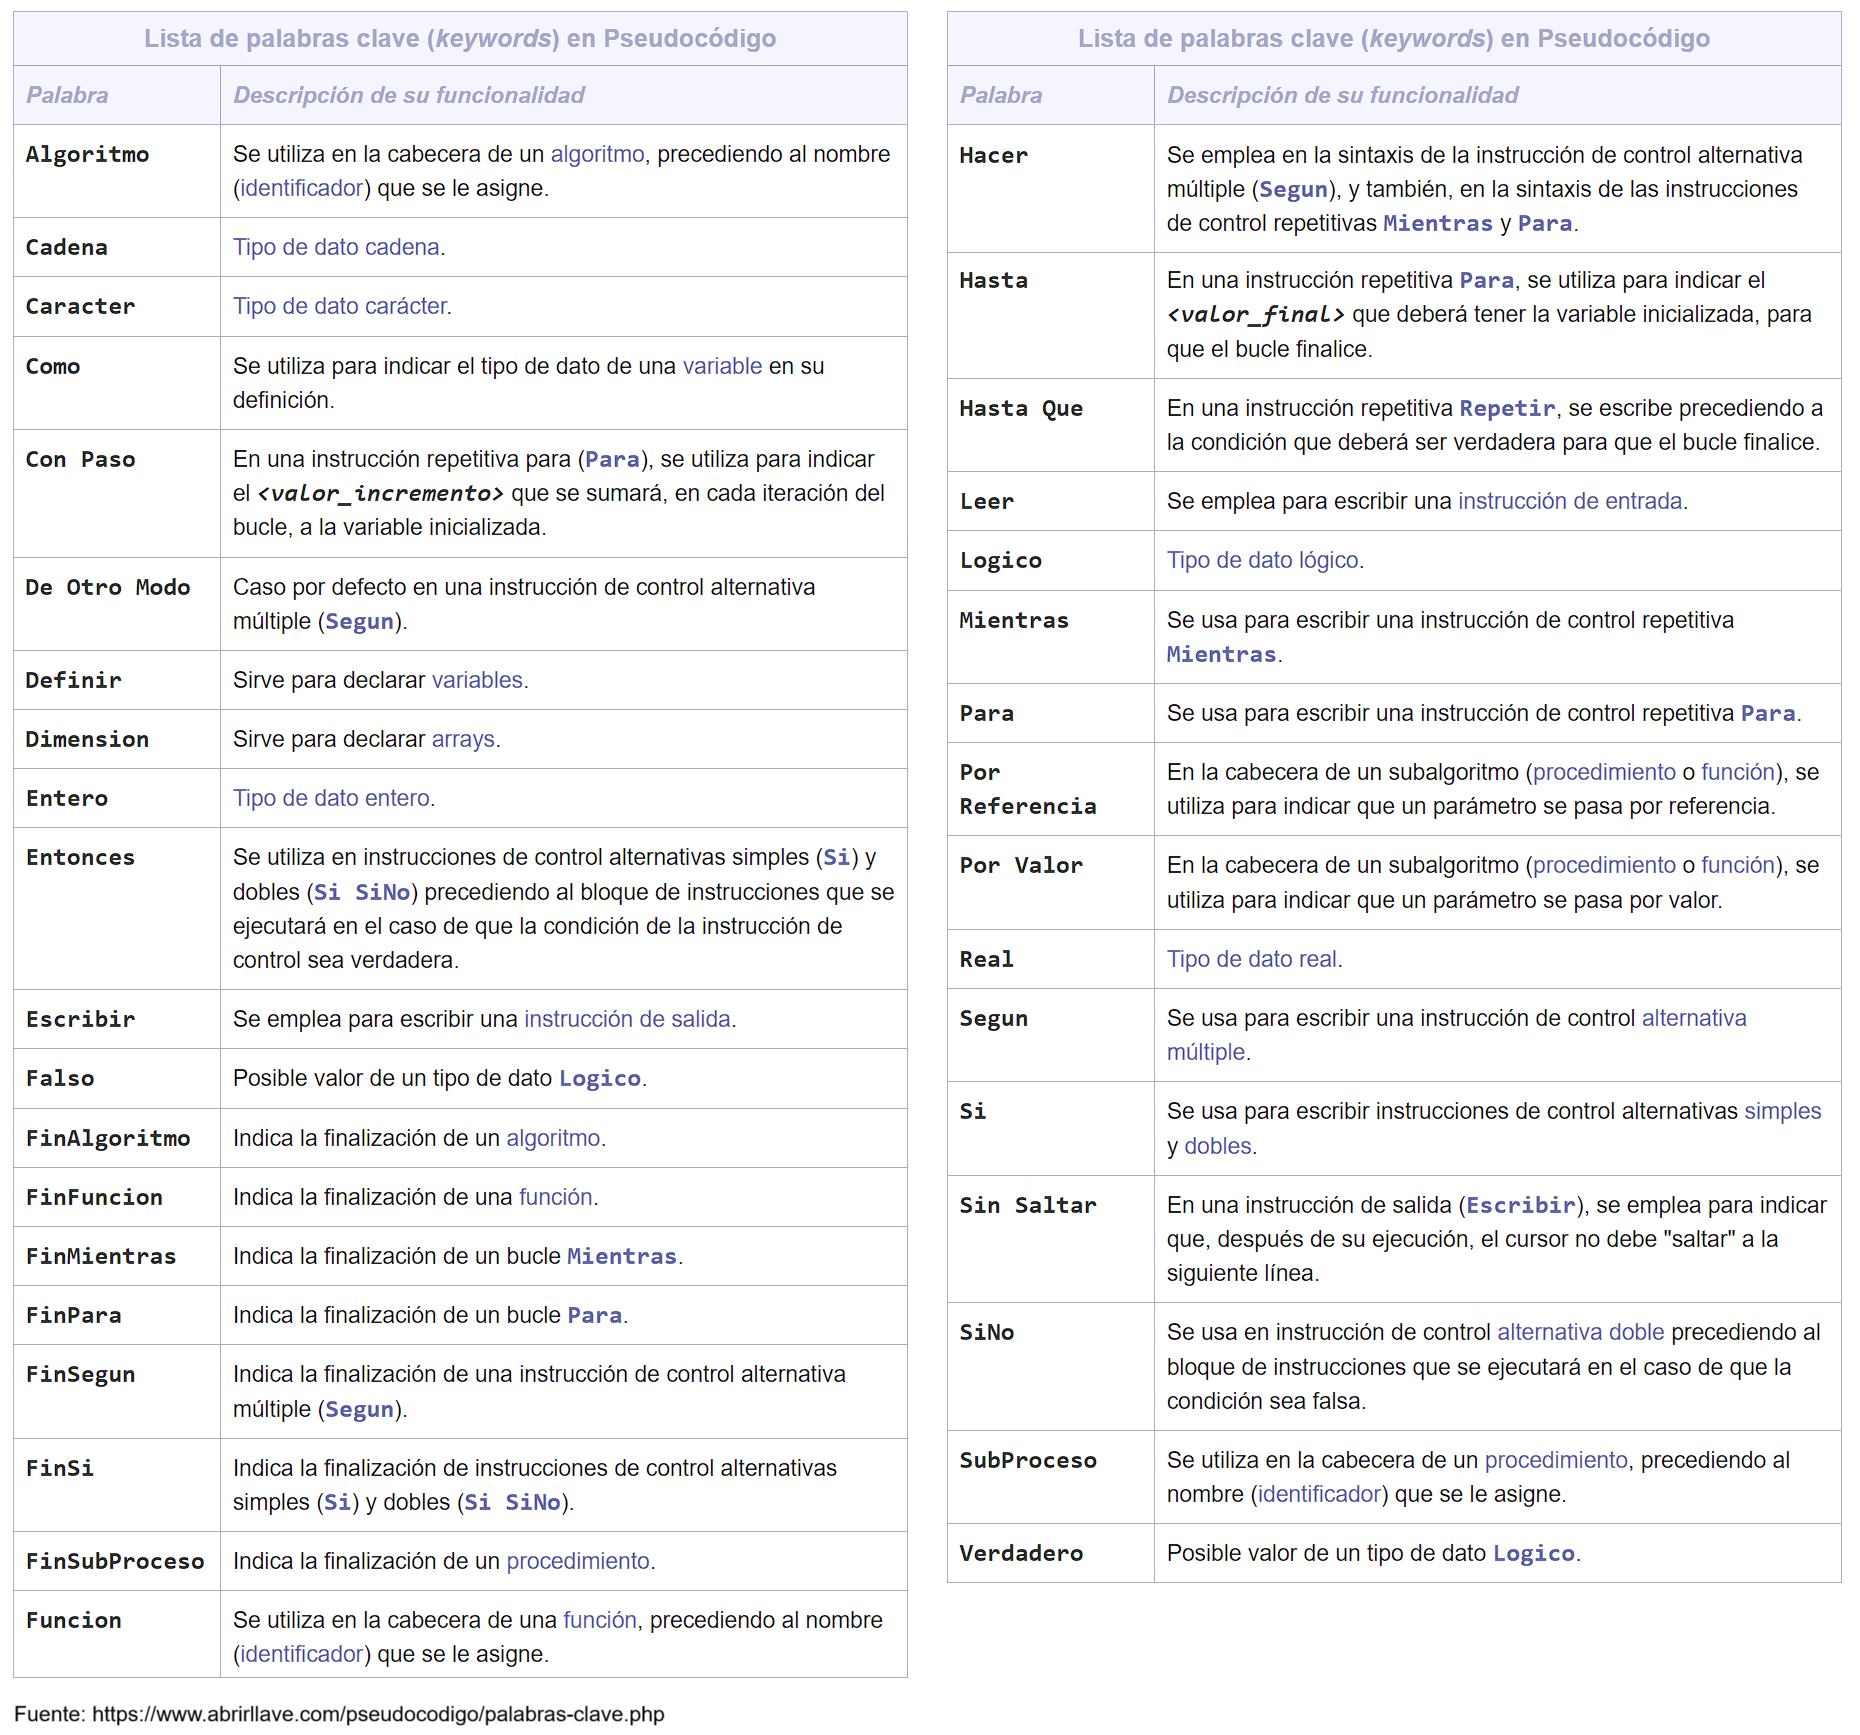 Lista de palabras clave (keywords) en Pseudocódigo
Palabra Descripción de su funcionalidad
Algoritmo Se utiliza en la cabecera de un algoritmo, precediendo al nombre
(identificador) que se le asigne.
Cadena Tipo de dato cadena.
Caracter Tipo de dato carácter.
Como Se utiliza para indicar el tipo de dato de una variable en su
definición.
Con Paso En una instrucción repetitiva para (Para), se utiliza para indicar
el <valor_incremento> que se sumará, en cada iteración del
bucle, a la variable inicializada.
De Otro Modo Caso por defecto en una instrucción de control alternativa
múltiple (Segun).
Definir Sirve para declarar variables.
Dimension Sirve para declarar arrays.
Entero Tipo de dato entero.
Entonces Se utiliza en instrucciones de control alternativas simples (Si) y
dobles (Si SiNo) precediendo al bloque de instrucciones que se
ejecutará en el caso de que la condición de la instrucción de
control sea verdadera.
Escribir Se emplea para escribir una instrucción de salida.
Falso Posible valor de un tipo de dato Logico.
FinAlgoritmo Indica la finalización de un algoritmo.
FinFuncion Indica la finalización de una función.
FinMientras Indica la finalización de un bucle Mientras.
FinPara Indica la finalización de un bucle Para.
FinSegun Indica la finalización de una instrucción de control alternativa
múltiple (Segun).
FinSi Indica la finalización de instrucciones de control alternativas
simples (Si) y dobles (Si SiNo).
FinSubProceso Indica la finalización de un procedimiento.
Funcion Se utiliza en la cabecera de una función, precediendo al nombre
(identificador) que se le asigne.
Lista de palabras clave (keywords) en Pseudocódigo
Palabra Descripción de su funcionalidad
Hacer Se emplea en la sintaxis de la instrucción de control alternativa
múltiple (Segun), y también, en la sintaxis de las instrucciones
de control repetitivas Mientras y Para.
Hasta En una instrucción repetitiva Para, se utiliza para indicar el
<valor_final> que deberá tener la variable inicializada, para
que el bucle finalice.
Hasta Que En una instrucción repetitiva Repetir, se escribe precediendo a
la condición que deberá ser verdadera para que el bucle finalice.
Leer Se emplea para escribir una instrucción de entrada.
Logico Tipo de dato lógico.
Mientras Se usa para escribir una instrucción de control repetitiva
Mientras.
Para Se usa para escribir una instrucción de control repetitiva Para.
Por En la cabecera de un subalgoritmo (procedimiento o función), se
Referencia utiliza para indicar que un parámetro se pasa por referencia.
Por Valor En la cabecera de un subalgoritmo (procedimiento o función), se
utiliza para indicar que un parámetro se pasa por valor.
Real Tipo de dato real.
Segun Se usa para escribir una instrucción de control alternativa
múltiple.
Si Se usa para escribir instrucciones de control alternativas simples
y dobles.
Sin Saltar En una instrucción de salida (Escribir), se emplea para indicar
que, después de su ejecución, el cursor no debe "saltar" a la
siguiente línea.
SiNo Se usa en instrucción de control alternativa doble precediendo al
bloque de instrucciones que se ejecutará en el caso de que la
condición sea falsa.
SubProceso Se utiliza en la cabecera de un procedimiento, precediendo al
nombre (identificador) que se le asigne.
Verdadero Posible valor de un tipo de dato Logico.
Fuente: https://www.abrirllave.com/pseudocodigo/palabras-clave.php